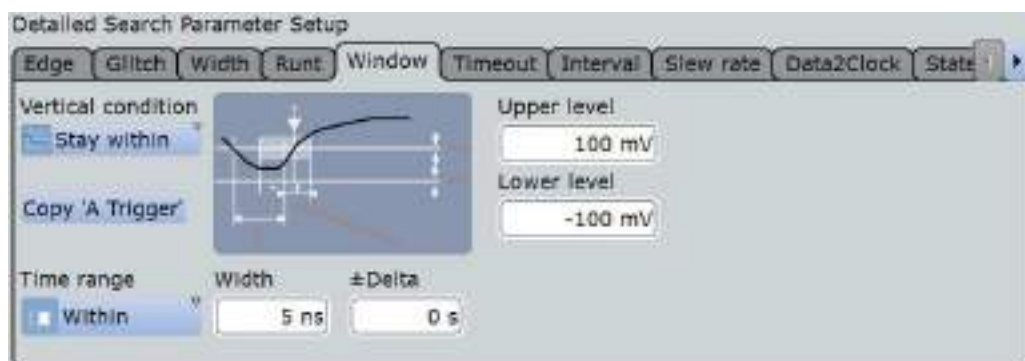 Detailed Search Parameter Setup
Edge Glitch Width Runt Window Timeout Interval Slew rate Data2Clock State
Vertical condition
Stay within
Copy 'A Trigger'
Upper level
100 mV
Lower level
-100 mV
Time range Width ±Delta
Within 5 ns 0 s